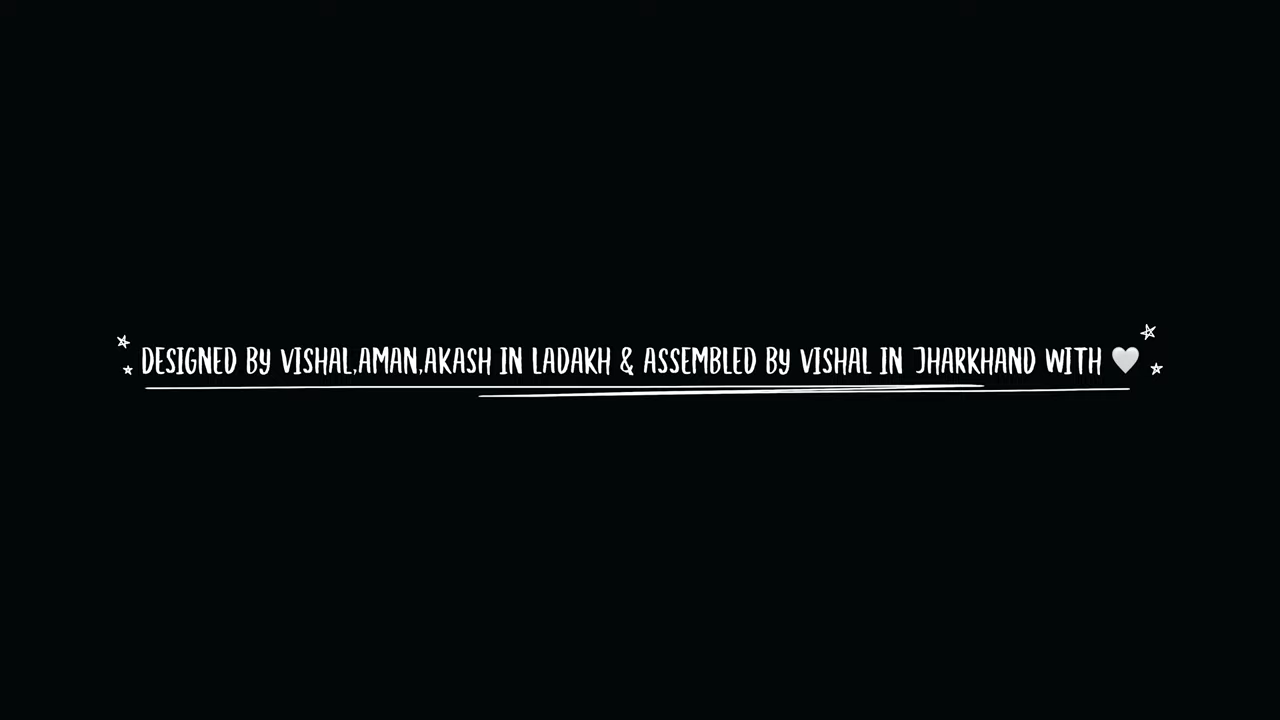 DESIGNED BY VISHAL,AMAN,AKASH IN LADAKH & ASSEMBLED BY VISHAL IN JHARKHAND WITH 🤍